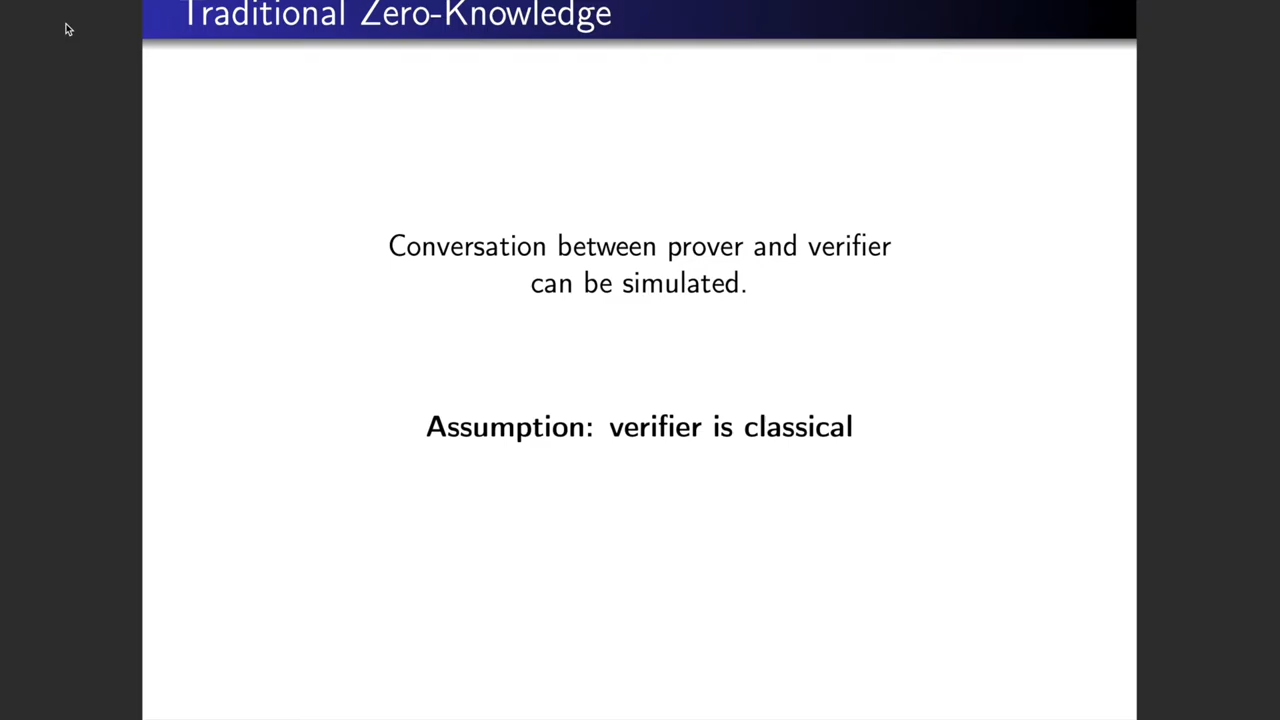 Traditional Zero-Knowledge
Conversation between prover and verifier
can be simulated.
Assumption: verifier is classical